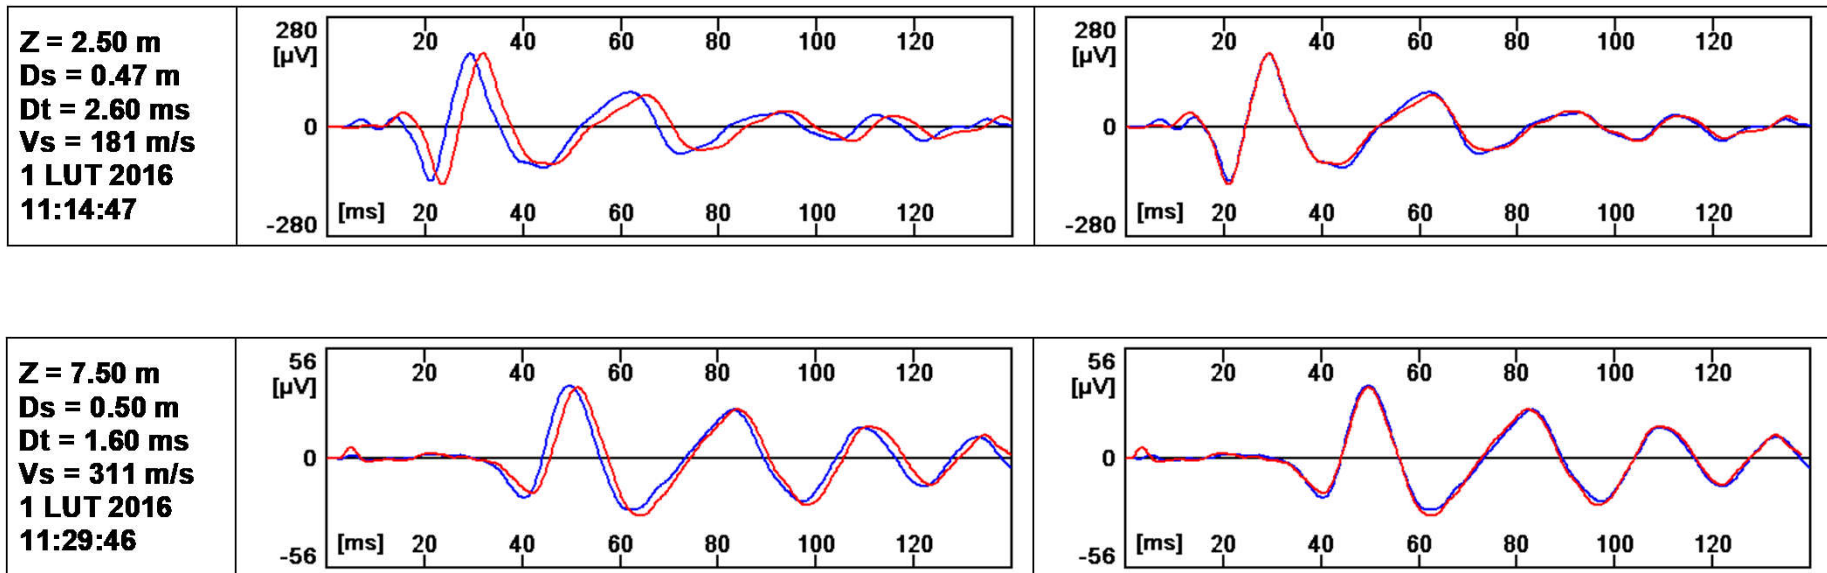 Z = 2.50 m
Ds = 0.47 m
Dt = 2.60 ms
Vs = 181 m/s
1 LUT 2016
11:14:47
280 20 40 60 80 100 120
[µV]
0
-280 [ms] 20 40 60 80 100 120
280 20 40 60 80 100 120
[µV]
0
-280 [ms] 20 40 60 80 100 120
Z = 7.50 m
Ds = 0.50 m
Dt = 1.60 ms
Vs = 311 m/s
1 LUT 2016
11:29:46
56 20 40 60 80 100 120
[µV]
0
-56 [ms] 20 40 60 80 100 120
56 20 40 60 80 100 120
[µV]
0
-56 [ms] 20 40 60 80 100 120